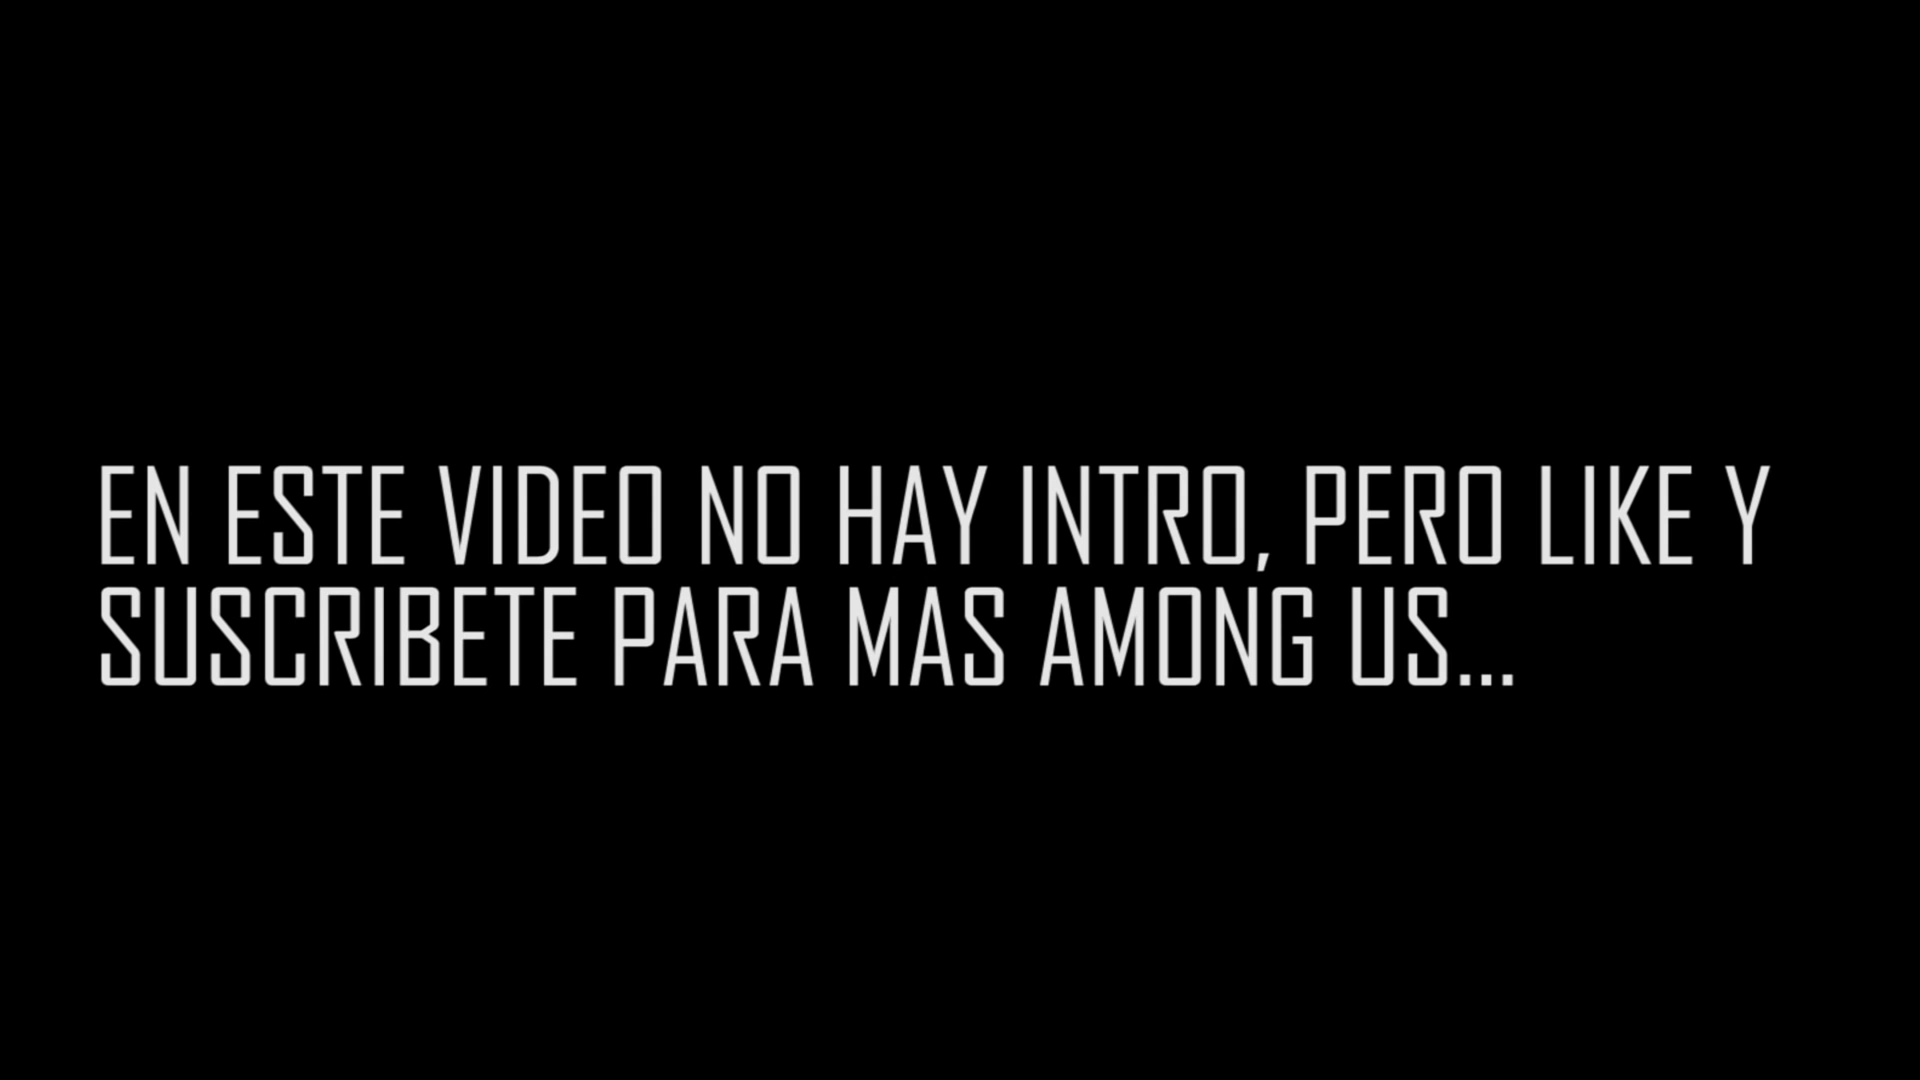 EN ESTE VIDEO NO HAY INTRO, PERO LIKE Y
SUSCRIBETE PARA MAS AMONG US...